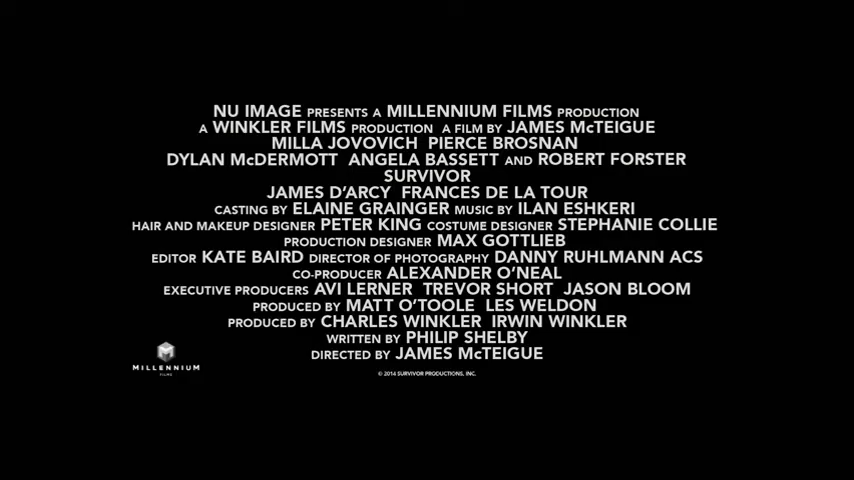 NU IMAGE PRESENTS A MILLENNIUM FILMS PRODUCTION
A WINKLER FILMS PRODUCTION A FILM BY JAMES McTEIGUE
MILLA JOVOVICH PIERCE BROSNAN
DYLAN McDERMOTT ANGELA BASSETT AND ROBERT FORSTER
SURVIVOR
JAMES D'ARCY FRANCES DE LA TOUR
CASTING BY ELAINE GRAINGER MUSIC BY ILAN ESHKERI
HAIR AND MAKEUP DESIGNER PETER KING COSTUME DESIGNER STEPHANIE COLLIE
PRODUCTION DESIGNER MAX GOTTLIEB
EDITOR KATE BAIRD DIRECTOR OF PHOTOGRAPHY DANNY RUHLMANN ACS
CO-PRODUCER ALEXANDER O'NEAL
EXECUTIVE PRODUCERS AVI LERNER TREVOR SHORT JASON BLOOM
PRODUCED BY MATT O'TOOLE LES WELDON
PRODUCED BY CHARLES WINKLER IRWIN WINKLER
WRITTEN BY PHILIP SHELBY
DIRECTED BY JAMES McTEIGUE
MILLENNIUM
FILMS
© 2014 SURVIVOR PRODUCTIONS, INC.